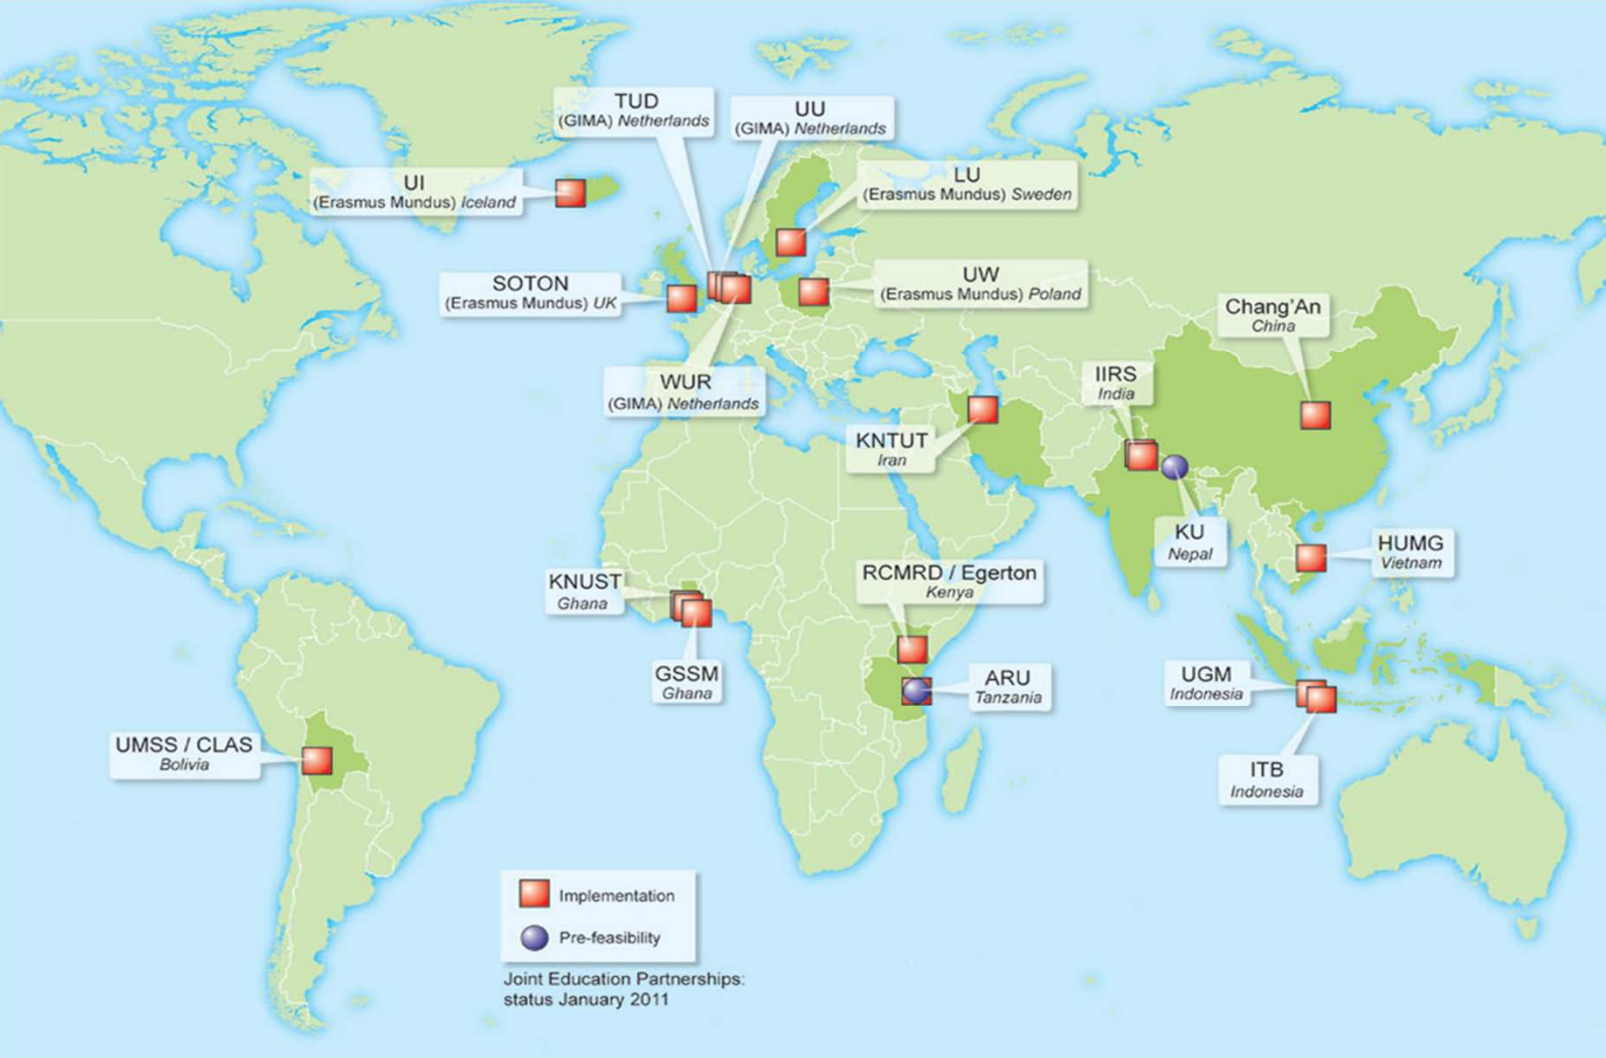 TUD
(GIMA) Netherlands
UU
(GIMA) Netherlands
UI
(Erasmus Mundus) Iceland
LU
(Erasmus Mundus) Sweden
SOTON
(Erasmus Mundus) UK
UW
(Erasmus Mundus) Poland
Chang'An
China
WUR
(GIMA) Netherlands
IIRS
India
KNTUT
Iran
KU
Nepal
HUMG
Vietnam
KNUST
Ghana
RCMRD / Egerton
Kenya
GSSM
Ghana
ARU
Tanzania
UGM
Indonesia
UMSS / CLAS
Bolivia
ITB
Indonesia
Implementation
Pre-feasibility
Joint Education Partnerships:
status January 2011